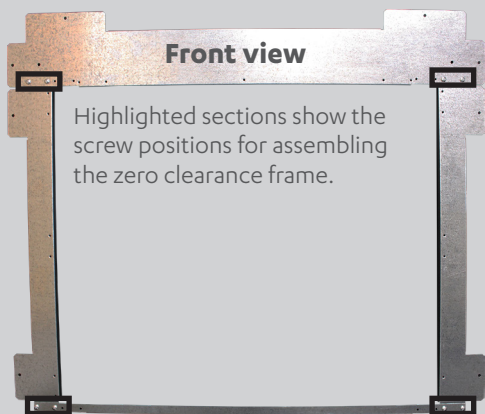 Front view
Highlighted sections show the
screw positions for assembling
the zero clearance frame.